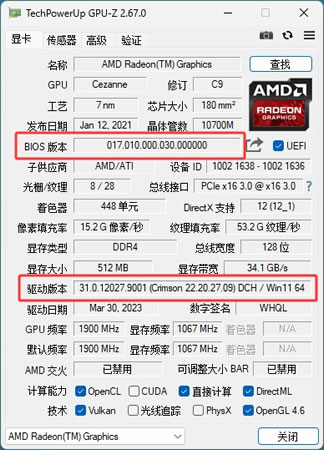 TechPowerUp GPU-Z 2.67.0
显卡 传感器 高级 验证
名称 AMD Radeon(TM) Graphics 查找
GPU Cezanne 修订 C9
工艺 7 nm 芯片大小 180 mm²
发布日期 Jan 12, 2021 晶体管数 10700M
AMD
RADEON
GRAPHICS
BIOS 版本 017.010.000.030.000000 UEFI
子供应商 AMD/ATI 设备 ID 1002 1638 - 1002 1636
光栅/纹理 8 / 28 总线接口 PCIe x16 3.0 @ x16 3.0 ?
着色器 448 单元 DirectX 支持 12 (12_1)
像素填充率 15.2 G 像素/秒 纹理填充率 53.2 G 纹理/秒
显存类型 DDR4 总线宽度 128 位
显存大小 512 MB 显存带宽 34.1 GB/s
驱动版本 31.0.12027.9001 (Crimson 22.20.27.09) DCH / Win11 64
驱动日期 Mar 30, 2023 数字签名 WHQL
GPU 频率 1900 MHz 显存频率 1067 MHz 着色器 N/A
默认频率 1900 MHz 显存频率 1067 MHz 着色器 N/A
AMD 交火 已禁用 可调整大小 BAR 已禁用
计算能力 OpenCL CUDA 直接计算 DirectML
技术 Vulkan 光线追踪 PhysX OpenGL 4.6
AMD Radeon(TM) Graphics 关闭